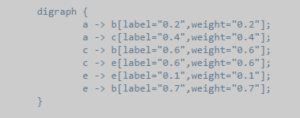 digraph {
a -> b[label="0.2",weight="0.2"];
a -> c[label="0.4",weight="0.4"];
c -> b[label="0.6",weight="0.6"];
c -> e[label="0.6",weight="0.6"];
e -> e[label="0.1",weight="0.1"];
e -> b[label="0.7",weight="0.7"];
}